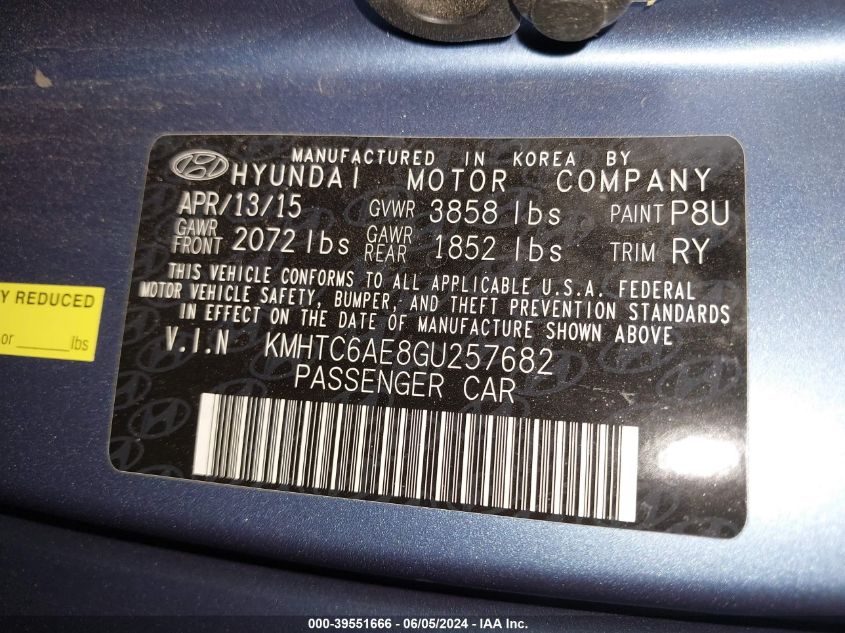 MANUFACTURED IN KOREA BY
HYUNDAI MOTOR COMPANY
APR/13/15 GVWR 3858 lbs PAINT P8U
GAWR FRONT 2072 lbs GAWR REAR 1852 lbs TRIM RY
THIS VEHICLE CONFORMS TO ALL APPLICABLE U.S.A. FEDERAL
MOTOR VEHICLE SAFETY, BUMPER, AND THEFT PREVENTION STANDARDS
IN EFFECT ON THE DATE OF MANUFACTURE SHOWN ABOVE
V.I.N KMHTC6AE8GU257682
PASSENGER CAR
Y REDUCED
or ______lbs
000-39551666 - 06/05/2024 - IAA Inc.